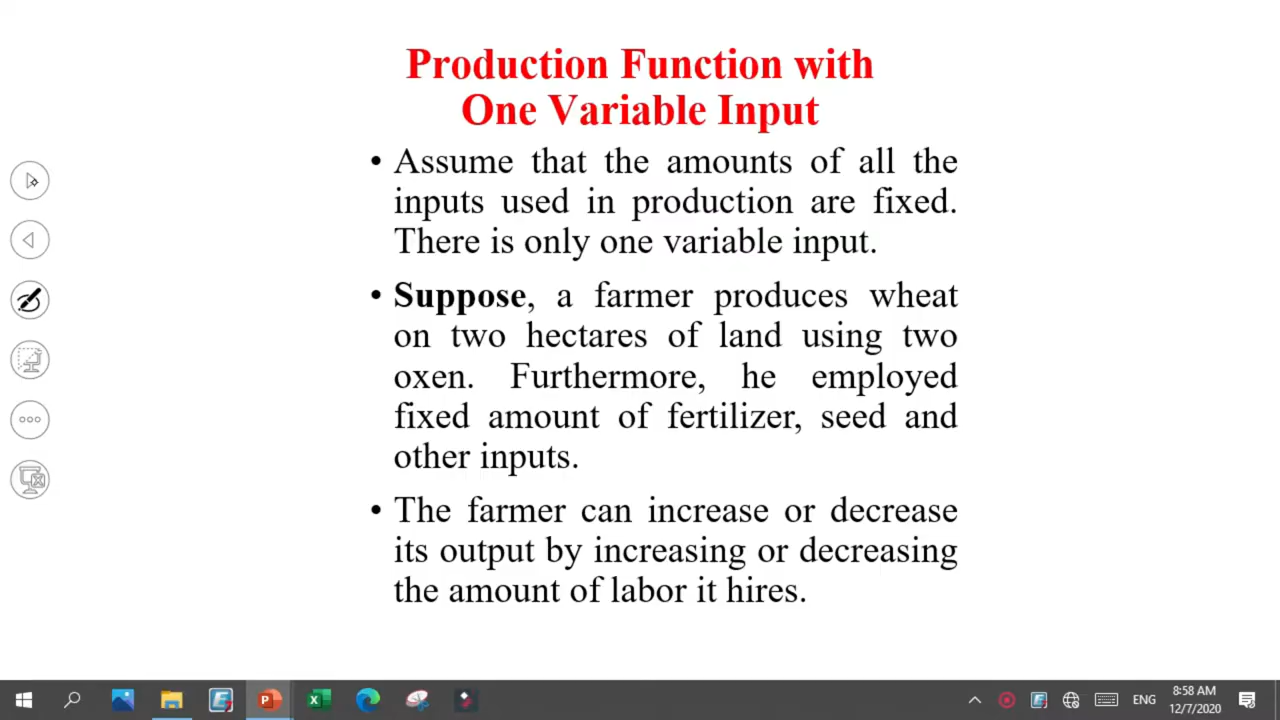 Production Function with
One Variable Input
• Assume that the amounts of all the
inputs used in production are fixed.
There is only one variable input.
• Suppose, a farmer produces wheat
on two hectares of land using two
oxen. Furthermore, he employed
fixed amount of fertilizer, seed and
other inputs.
• The farmer can increase or decrease
its output by increasing or decreasing
the amount of labor it hires.
ENG
8:58 AM
12/7/2020